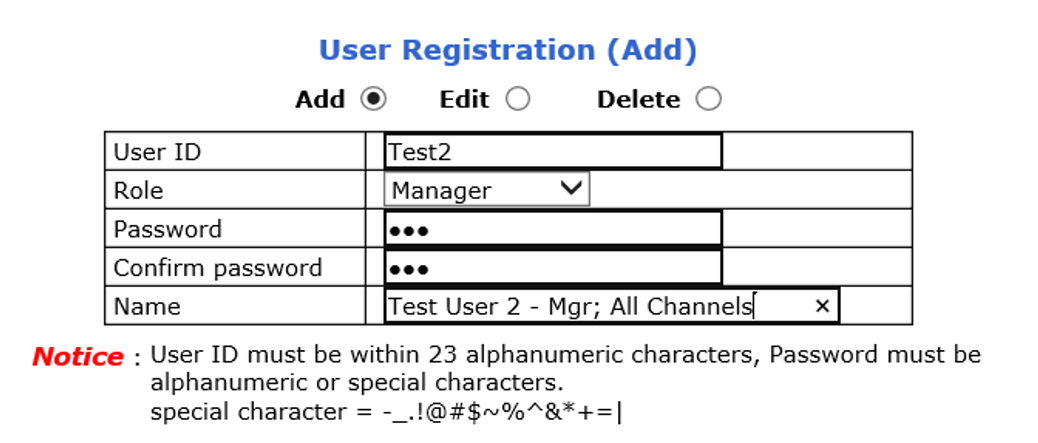 User Registration (Add)
Add Edit Delete
User ID Test2
Role Manager
Password •••
Confirm password •••
Name Test User 2 - Mgr; All Channels ×
Notice : User ID must be within 23 alphanumeric characters, Password must be
alphanumeric or special characters.
special character = -_.!@#$~%^&*+=|